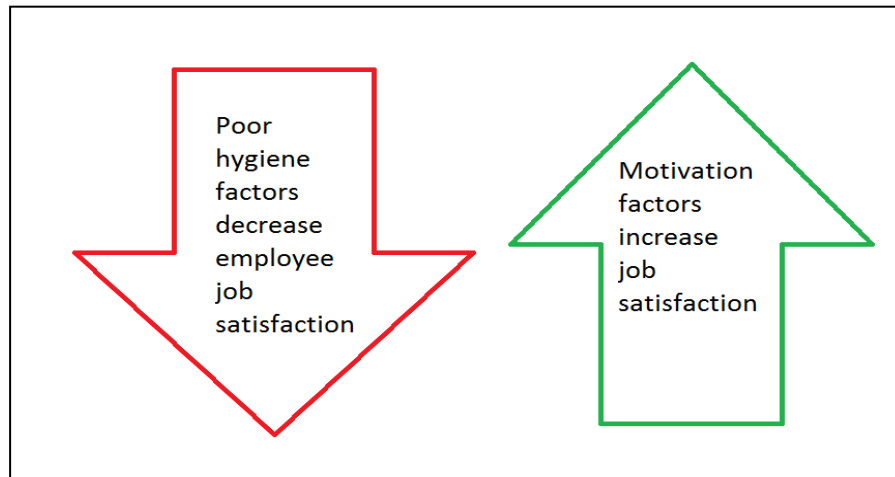 Poor
hygiene
factors
decrease
employee
job
satisfaction
Motivation
factors
increase
job
satisfaction